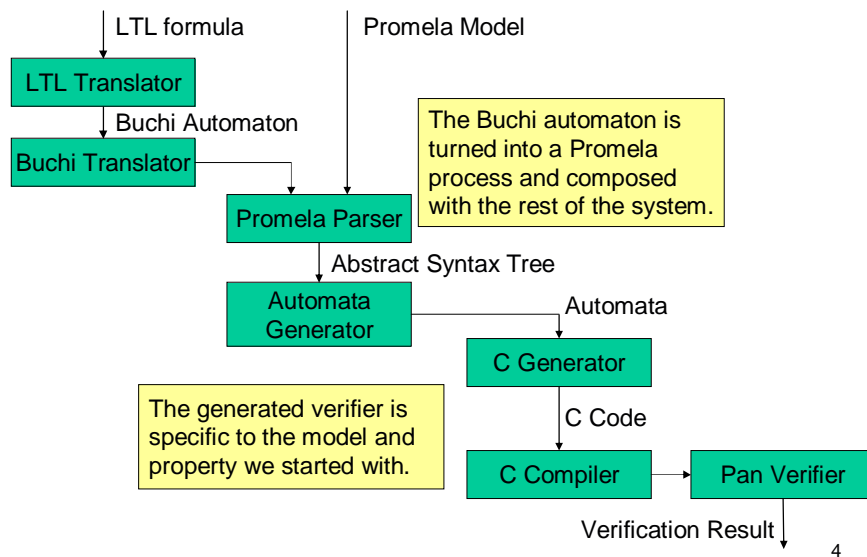 LTL formula
Promela Model
LTL Translator
Buchi Automaton
Buchi Translator
The Buchi automaton is
turned into a Promela
process and composed
with the rest of the system.
Promela Parser
Abstract Syntax Tree
Automata
Generator
Automata
C Generator
The generated verifier is
specific to the model and
property we started with.
C Code
C Compiler
Pan Verifier
Verification Result
4